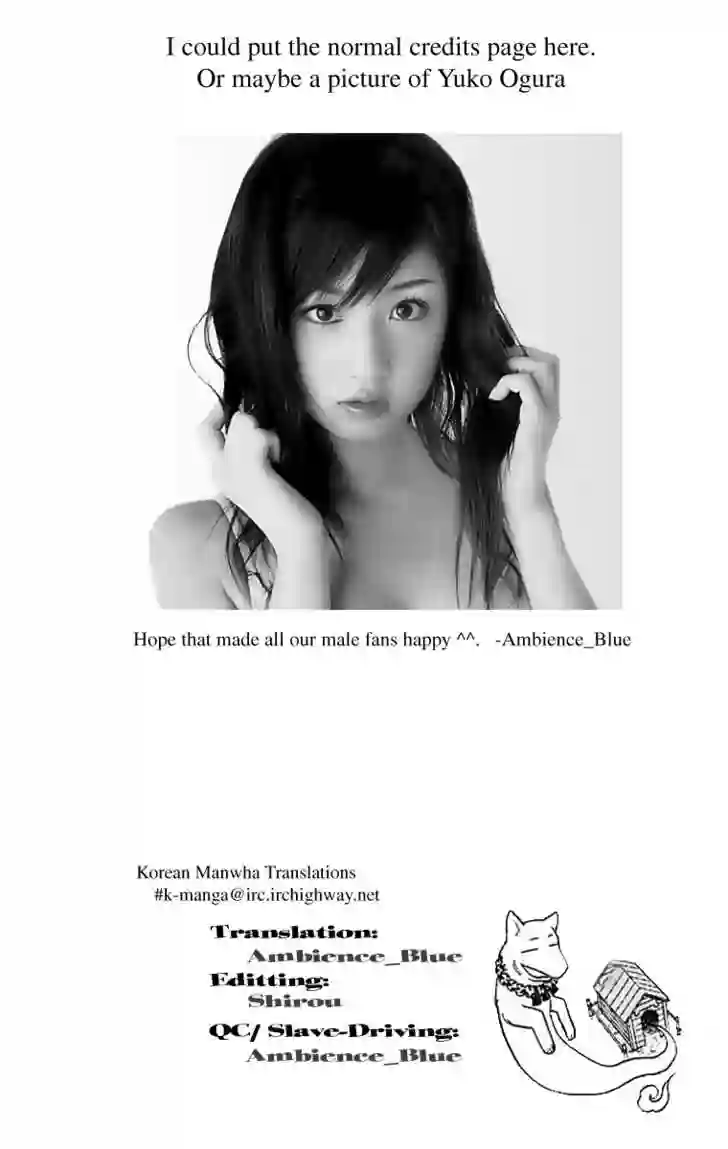 I could put the normal credits page here.
Or maybe a picture of Yuko Ogura
Hope that made all our male fans happy ^^.   -Ambience_Blue
Korean Manwha Translations
#k-manga@irc.irchighway.net
Translation:
Ambience_Blue
Editting:
Shirou
QC/ Slave-Driving:
Ambience_Blue